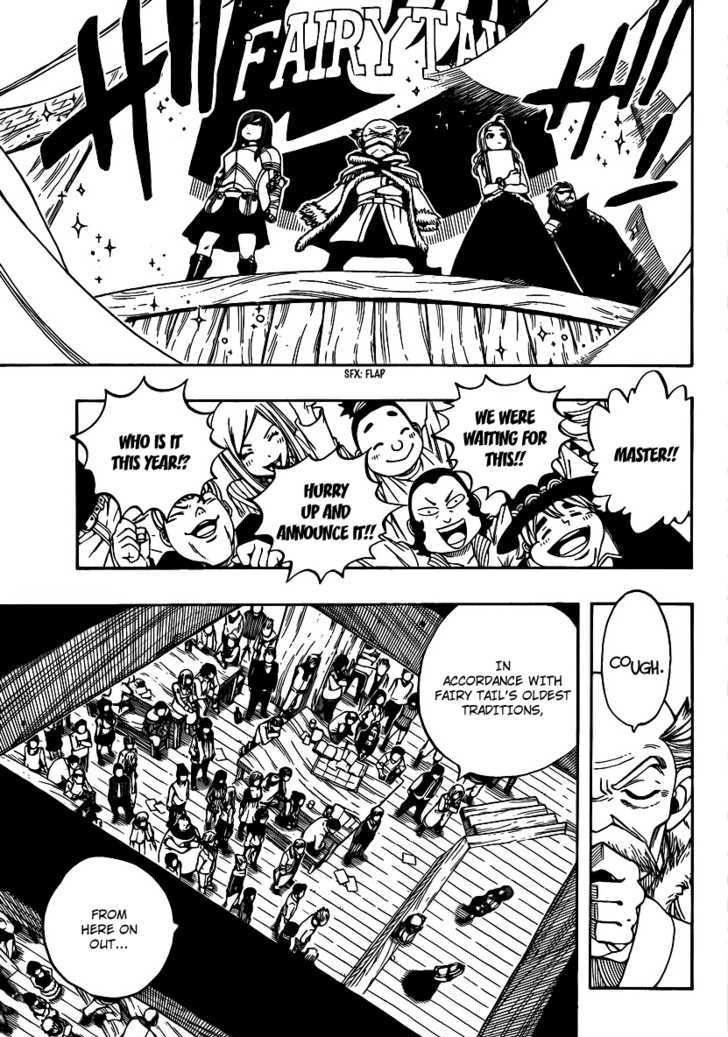 FAIRY TAIL
SFX: FLAP
MASTER!!
WE WERE
WAITING FOR
THIS!!
HURRY
UP AND
ANNOUNCE IT!!
WHO IS IT
THIS YEAR!?
COUGH.
IN
ACCORDANCE WITH
FAIRY TAIL'S OLDEST
TRADITIONS,
FROM
HERE ON
OUT...